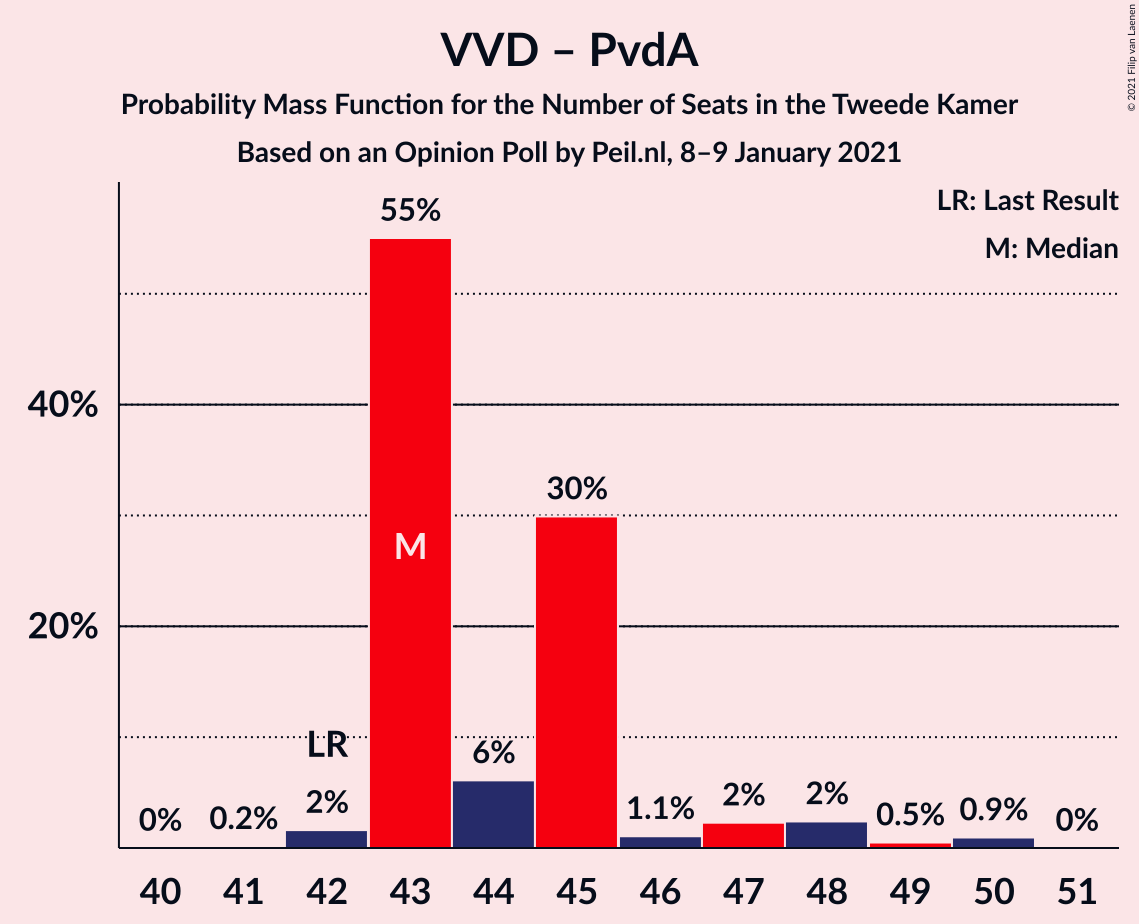 VVD – PvdA
Probability Mass Function for the Number of Seats in the Tweede Kamer
Based on an Opinion Poll by Peil.nl, 8–9 January 2021
© 2021 Filip van Laenen
LR: Last Result
M: Median
55%
40%
30%
M
20%
LR
6%
0% 0.2% 2% 1.1% 2% 2% 0.5% 0.9% 0%
40 41 42 43 44 45 46 47 48 49 50 51